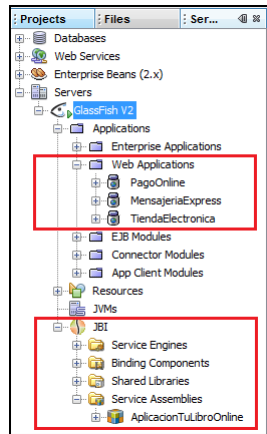 Projects Files Ser...
Databases
Web Services
Enterprise Beans (2.x)
Servers
GlassFish V2
Applications
Enterprise Applications
Web Applications
PagoOnline
MensajeriaExpress
TiendaElectronica
EJB Modules
Connector Modules
App Client Modules
Resources
JVMs
JBI
Service Engines
Binding Components
Shared Libraries
Service Assemblies
AplicacionTuLibroOnline